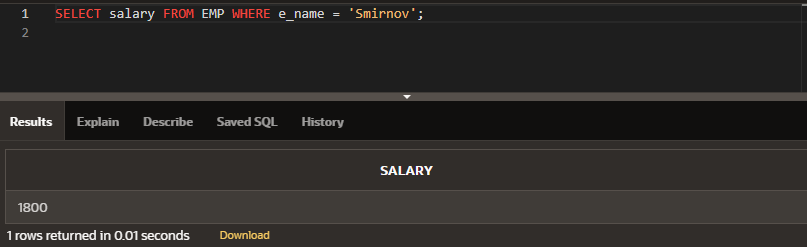 1 SELECT salary FROM EMP WHERE e_name = 'Smirnov';
2
Results Explain Describe Saved SQL History
SALARY
1800
1 rows returned in 0.01 seconds Download